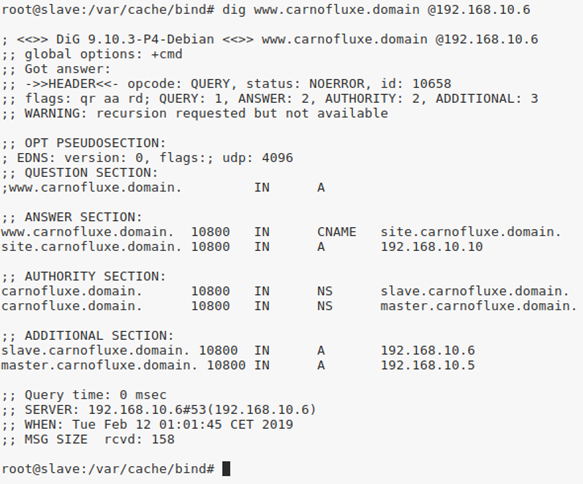 root@slave:/var/cache/bind# dig www.carnofluxe.domain @192.168.10.6
; <<>> DiG 9.10.3-P4-Debian <<>> www.carnofluxe.domain @192.168.10.6
;; global options: +cmd
;; Got answer:
;; ->>HEADER<<- opcode: QUERY, status: NOERROR, id: 10658
;; flags: qr aa rd; QUERY: 1, ANSWER: 2, AUTHORITY: 2, ADDITIONAL: 3
;; WARNING: recursion requested but not available
;; OPT PSEUDOSECTION:
; EDNS: version: 0, flags:; udp: 4096
;; QUESTION SECTION:
;www.carnofluxe.domain. IN A
;; ANSWER SECTION:
www.carnofluxe.domain. 10800 IN CNAME site.carnofluxe.domain.
site.carnofluxe.domain. 10800 IN A 192.168.10.10
;; AUTHORITY SECTION:
carnofluxe.domain. 10800 IN NS slave.carnofluxe.domain.
carnofluxe.domain. 10800 IN NS master.carnofluxe.domain.
;; ADDITIONAL SECTION:
slave.carnofluxe.domain. 10800 IN A 192.168.10.6
master.carnofluxe.domain. 10800 IN A 192.168.10.5
;; Query time: 0 msec
;; SERVER: 192.168.10.6#53(192.168.10.6)
;; WHEN: Tue Feb 12 01:01:45 CET 2019
;; MSG SIZE rcvd: 158
root@slave:/var/cache/bind#